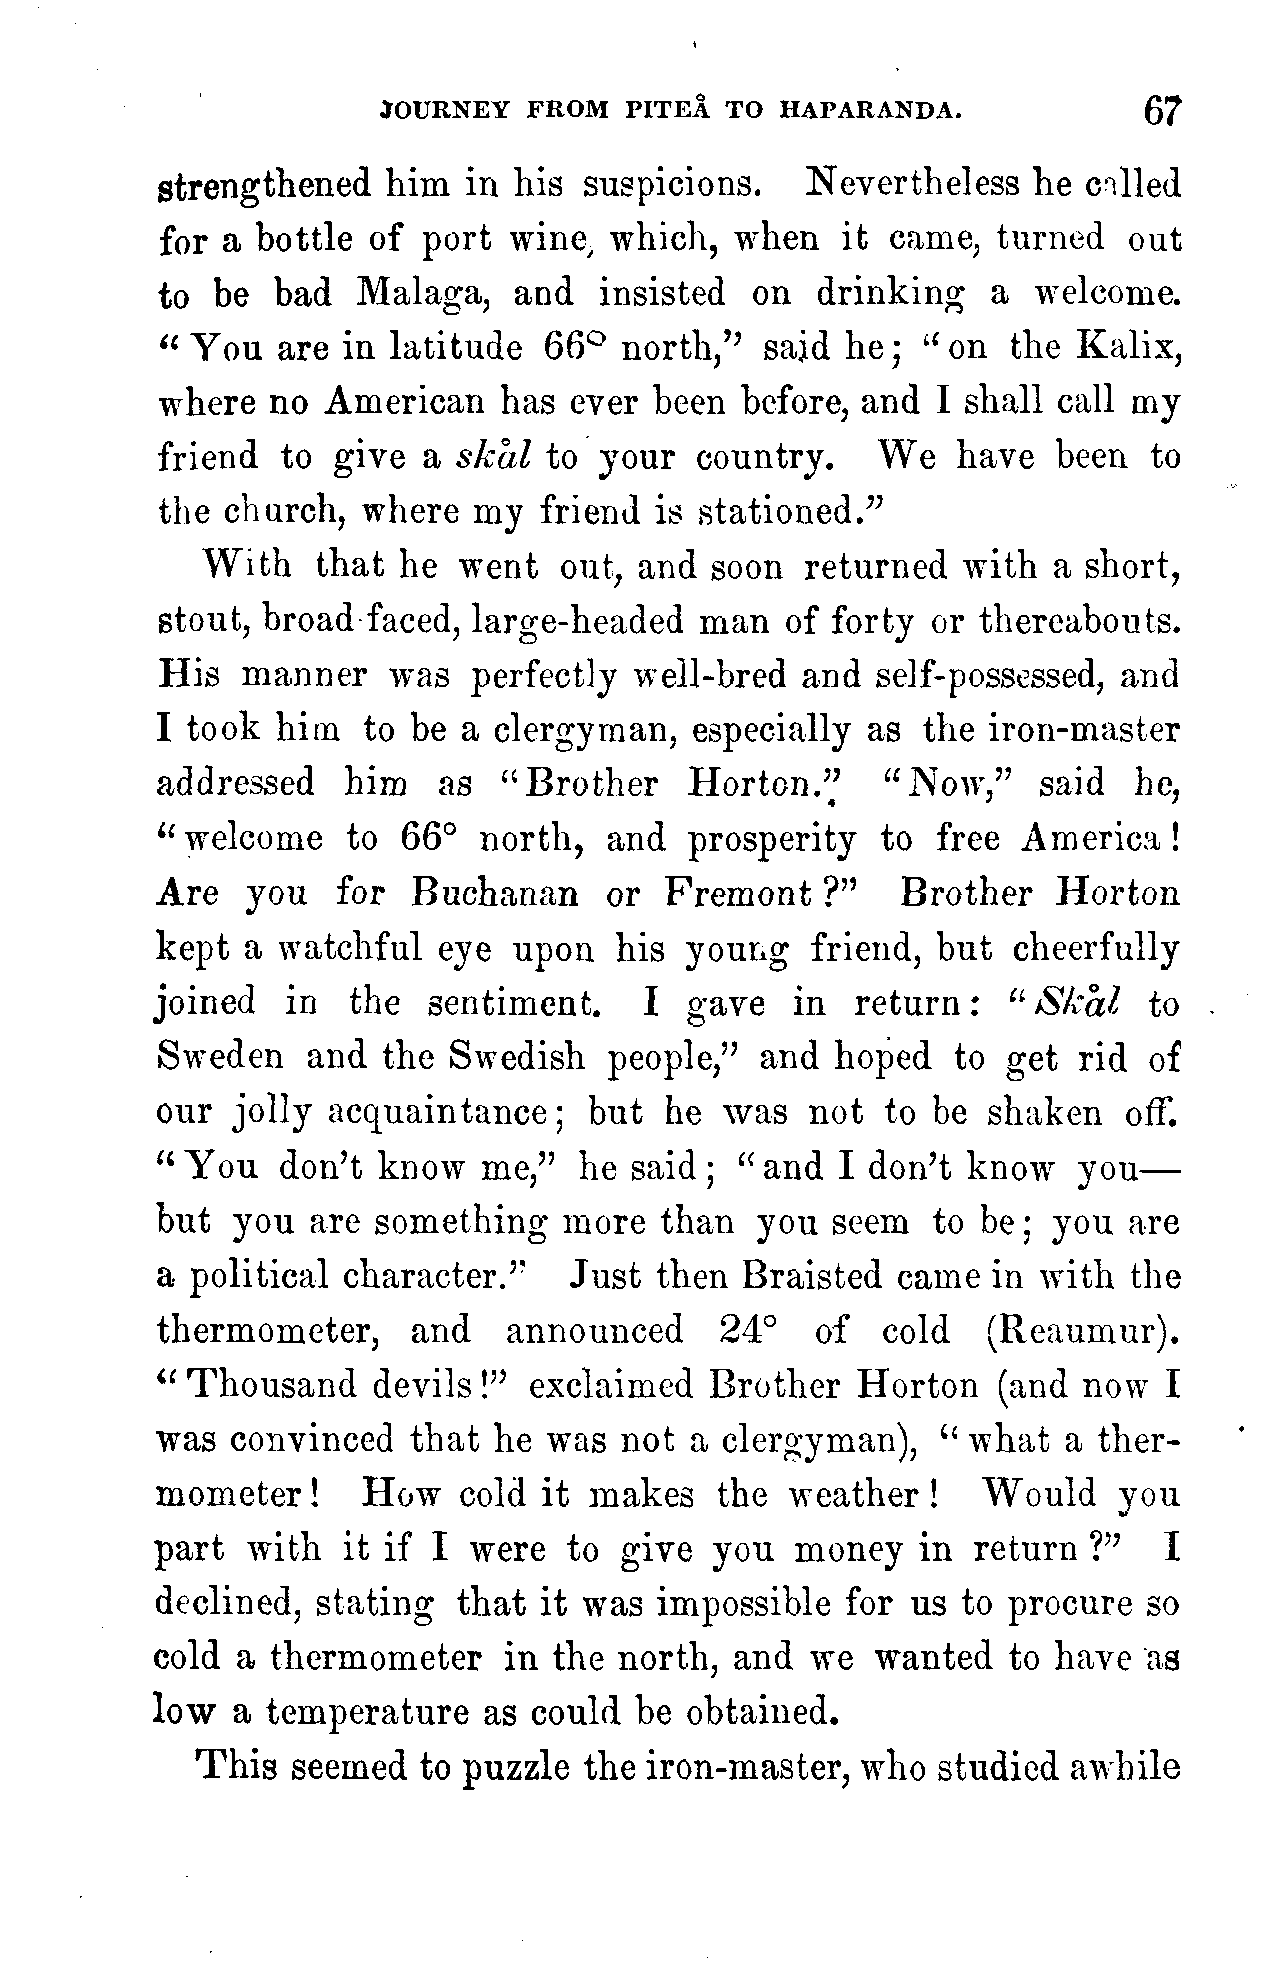 JOURNEY FROM PITEÅ TO HAPARANDA. 67
strengthened him in his suspicions. Nevertheless he called
for a bottle of port wine, which, when it came, turned out
to be bad Malaga, and insisted on drinking a welcome.
“You are in latitude 66° north,” said he; “on the Kalix,
where no American has ever been before, and I shall call my
friend to give a skål to your country. We have been to
the church, where my friend is stationed.”
With that he went out, and soon returned with a short,
stout, broad-faced, large-headed man of forty or thereabouts.
His manner was perfectly well-bred and self-possessed, and
I took him to be a clergyman, especially as the iron-master
addressed him as “Brother Horton.” “Now,” said he,
“welcome to 66° north, and prosperity to free America!
Are you for Buchanan or Fremont?” Brother Horton
kept a watchful eye upon his young friend, but cheerfully
joined in the sentiment. I gave in return: “Skål to
Sweden and the Swedish people,” and hoped to get rid of
our jolly acquaintance; but he was not to be shaken off.
“You don’t know me,” he said; “and I don’t know you—
but you are something more than you seem to be; you are
a political character.” Just then Braisted came in with the
thermometer, and announced 24° of cold (Reaumur).
“Thousand devils!” exclaimed Brother Horton (and now I
was convinced that he was not a clergyman), “what a ther-
mometer! How cold it makes the weather! Would you
part with it if I were to give you money in return?” I
declined, stating that it was impossible for us to procure so
cold a thermometer in the north, and we wanted to have as
low a temperature as could be obtained.
This seemed to puzzle the iron-master, who studied awhile